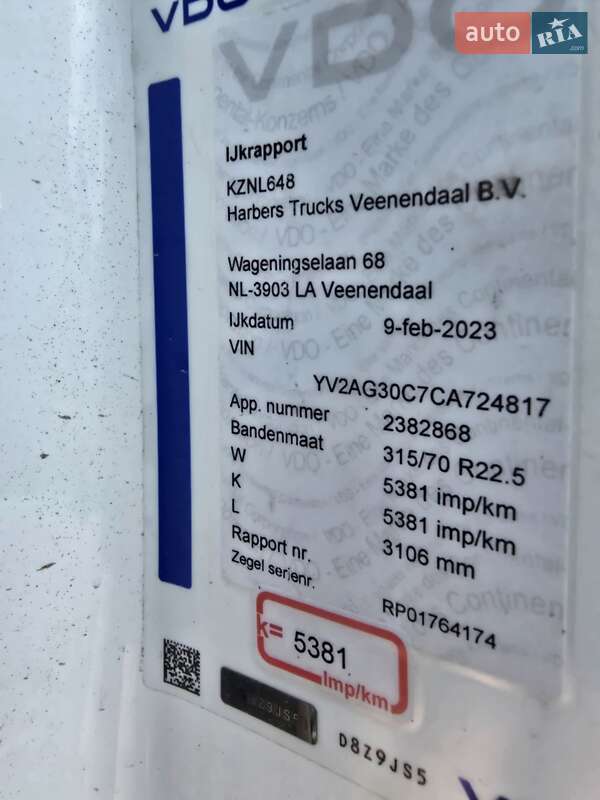 VDO
VDO
auto RIA .com
IJkrapport
KZNL648
Harbers Trucks Veenendaal B.V.
Wageningselaan 68
NL-3903 LA Veenendaal
IJkdatum 9-feb-2023
VIN
YV2AG30C7CA724817
App. nummer 2382868
Bandenmaat 315/70 R22.5
W 5381 imp/km
K 5381 imp/km
L 3106 mm
Rapport nr.
Zegel serienr. RP01764174
k= 5381
Imp/km
D8Z9JS5